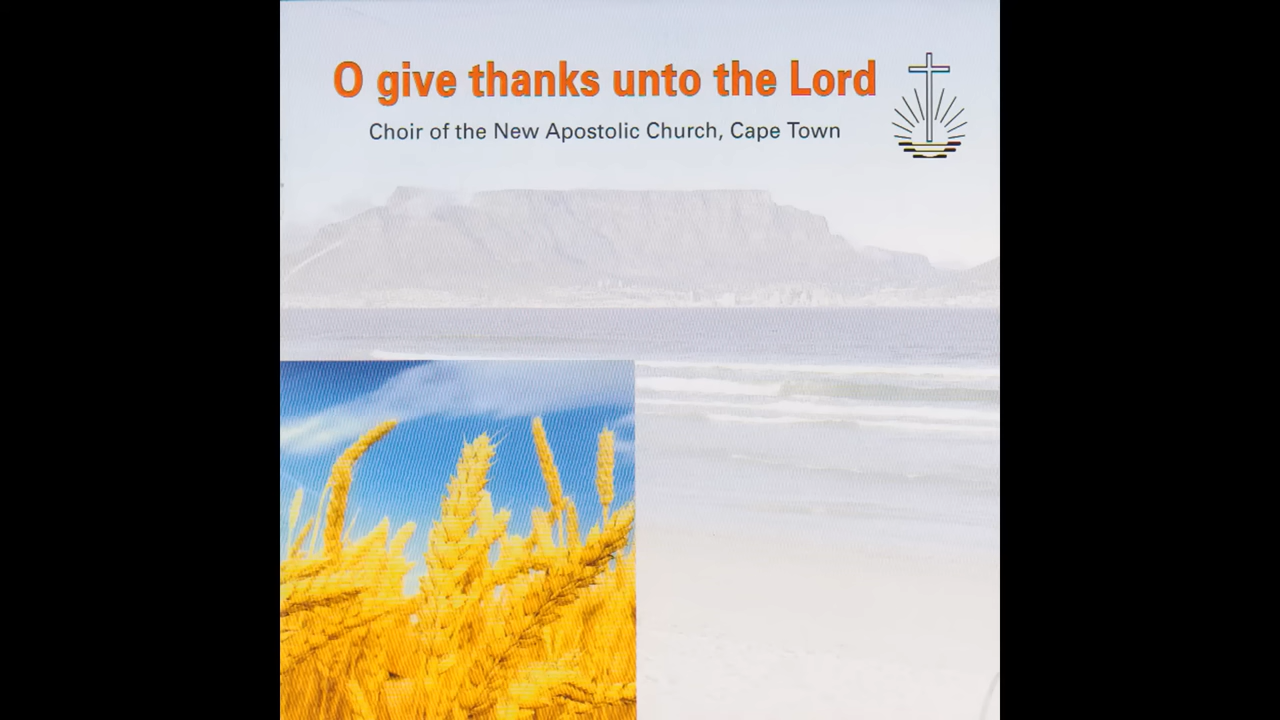 O give thanks unto the Lord
Choir of the New Apostolic Church, Cape Town